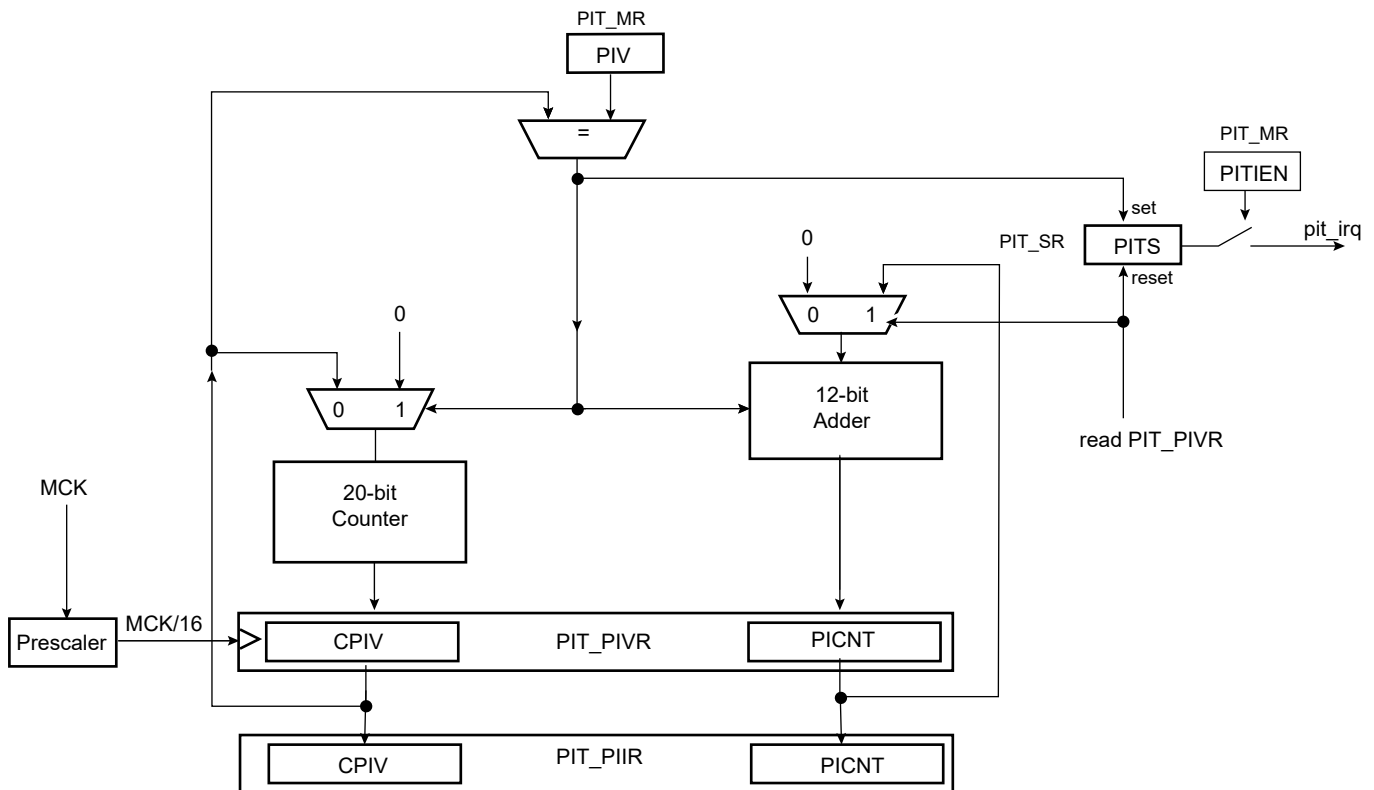 PIT_MR
PIV
=
PIT_MR
PITIEN
set
0
PIT_SR
PITS
pit_irq
reset
0
0 1
0 1
12-bit
Adder
read PIT_PIVR
MCK
20-bit
Counter
MCK/16
Prescaler
CPIV
PIT_PIVR
PICNT
CPIV
PIT_PIIR
PICNT